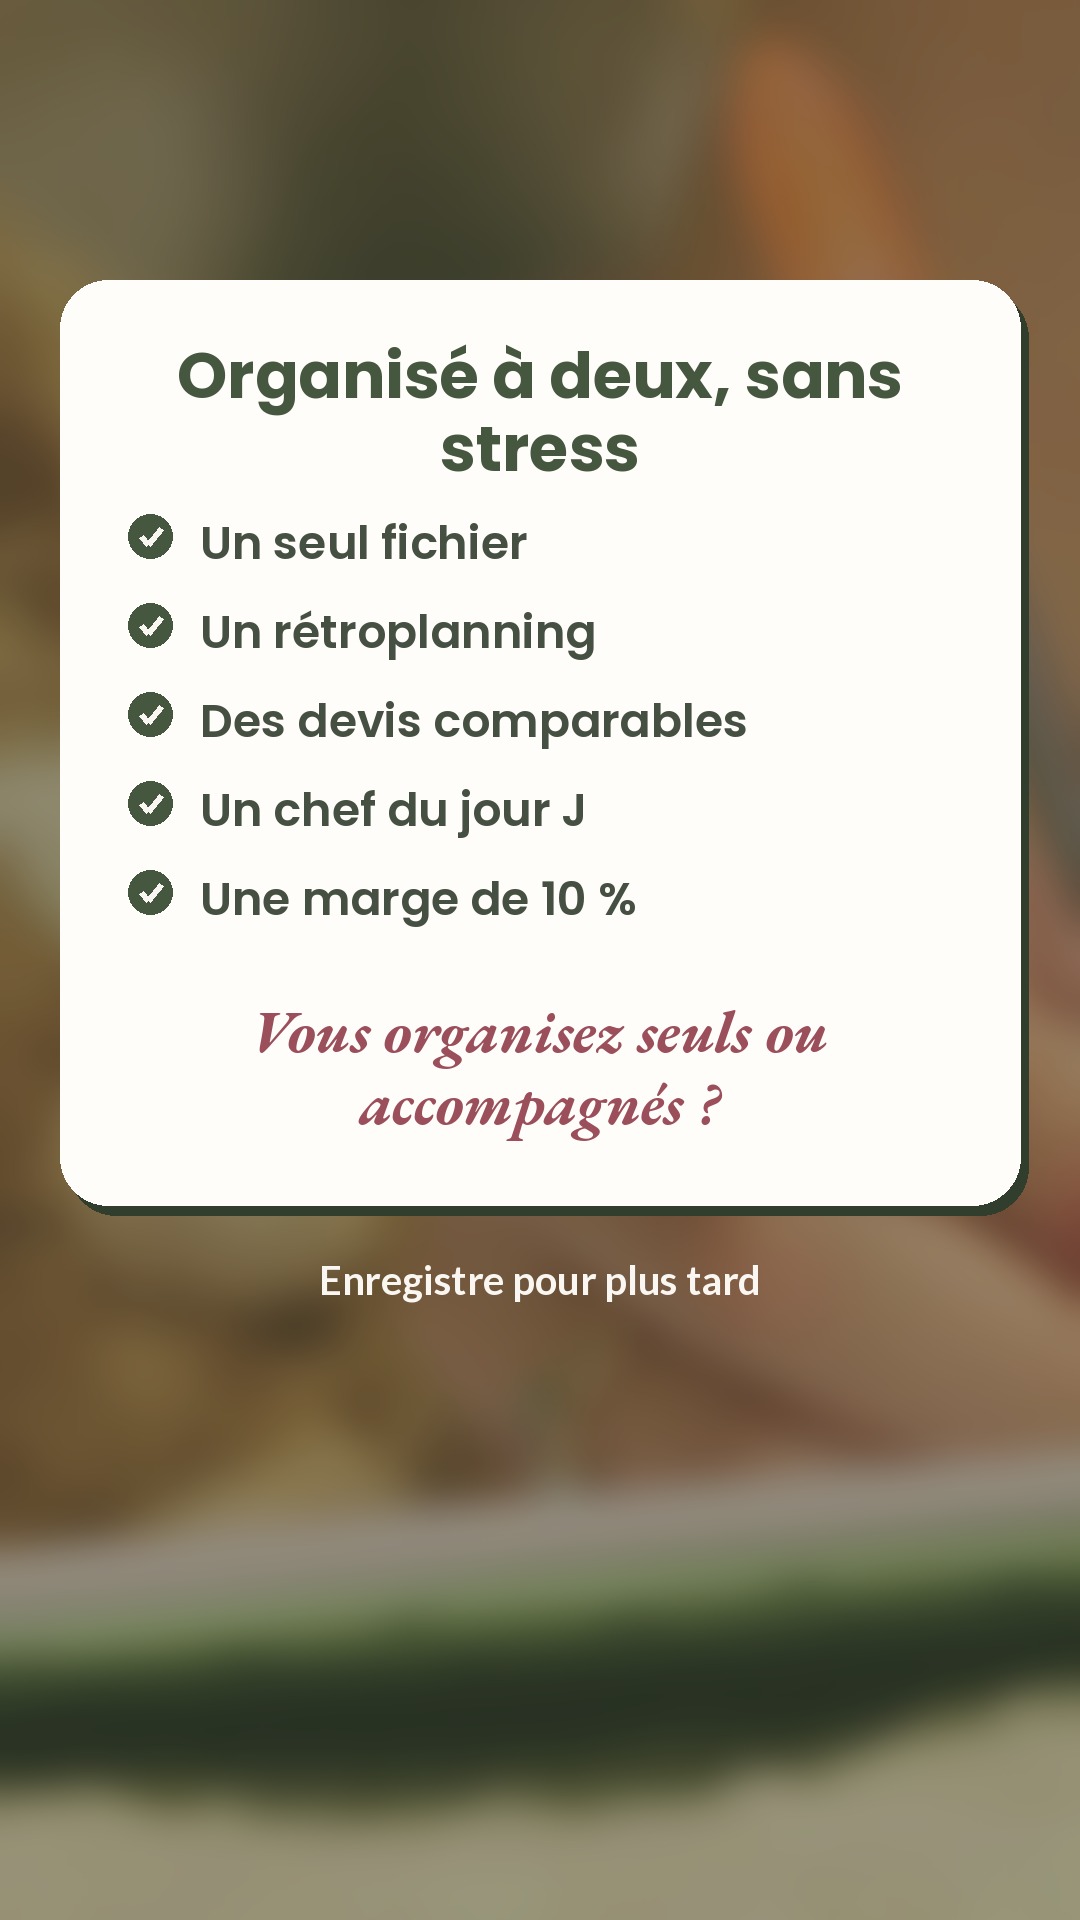 Organisé à deux, sans
stress
Un seul fichier
Un rétroplanning
Des devis comparables
Un chef du jour J
Une marge de 10 %
Vous organisez seuls ou
accompagnés ?
Enregistre pour plus tard